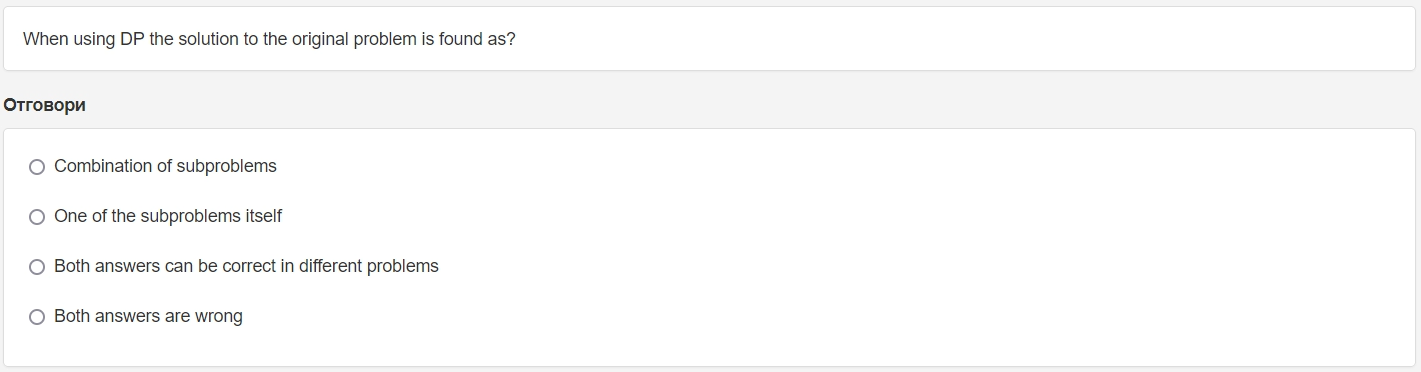 When using DP the solution to the original problem is found as?
Отговори
Combination of subproblems
One of the subproblems itself
Both answers can be correct in different problems
Both answers are wrong